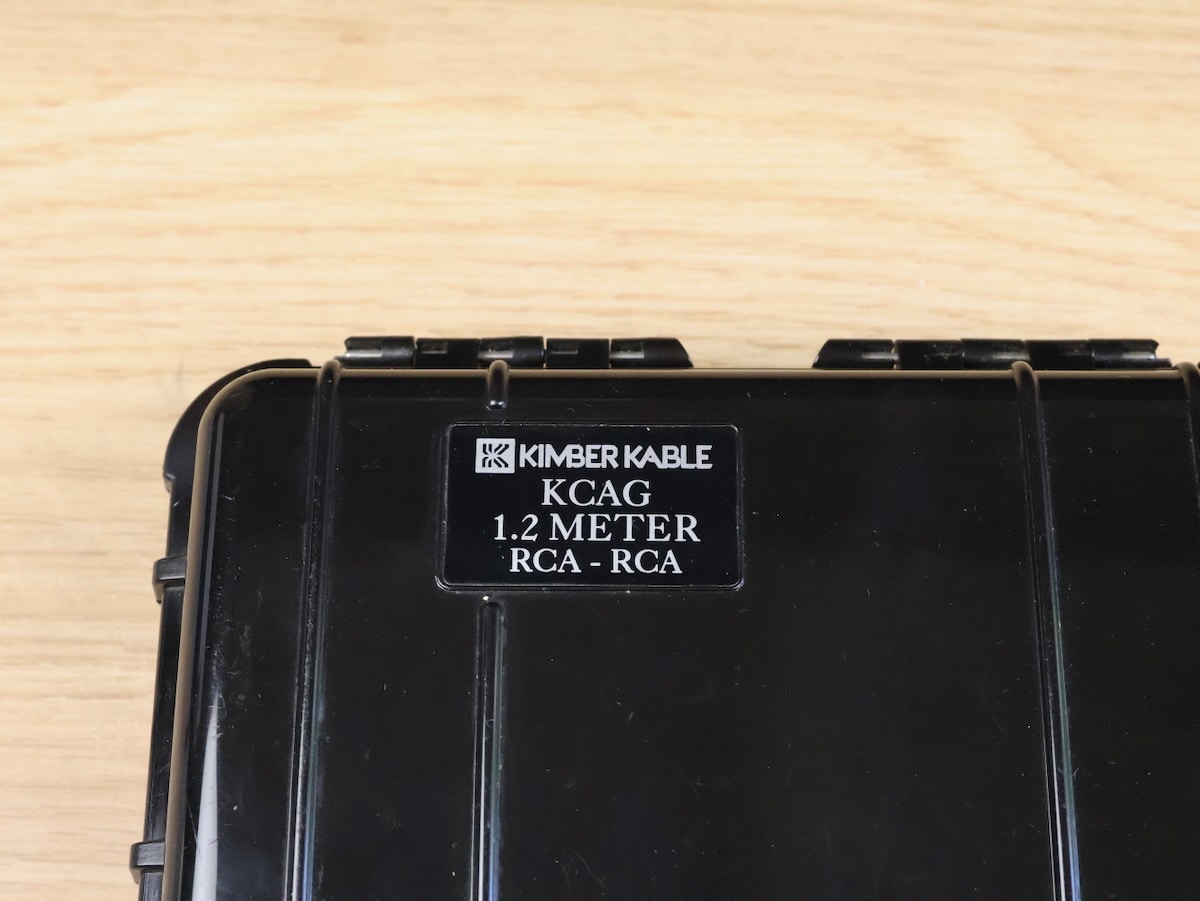 KIMBER KABLE
KCAG
1.2 METER
RCA - RCA